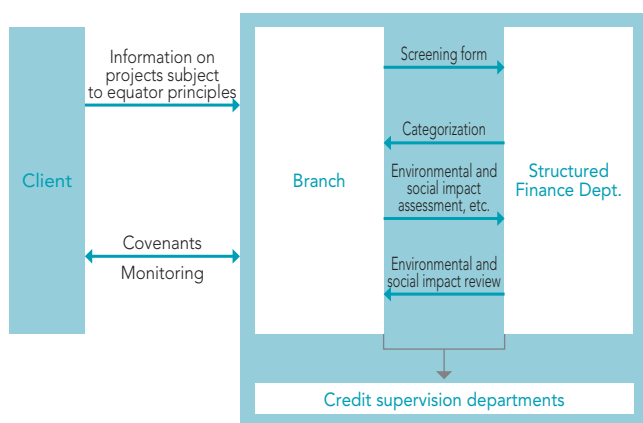 Information on
projects subject
to equator principles
Client
Covenants
Monitoring
Branch
Screening form
Categorization
Environmental and
social impact
assessment, etc.
Environmental and
social impact review
Structured
Finance Dept.
Credit supervision departments